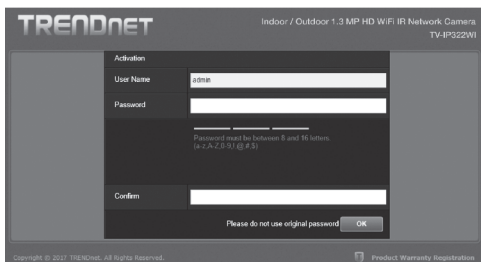 TRENDNET
Indoor / Outdoor 1.3 MP HD WiFi IR Network Camera
TV-IP322WI
Activation
User Name
admin
Password
Password must be between 8 and 16 letters.
(a-z,A-Z,0-9,!,@,#,$)
Confirm
Please do not use original password
OK
Copyright © 2017 TRENDnet. All Rights Reserved.
Product Warranty Registration